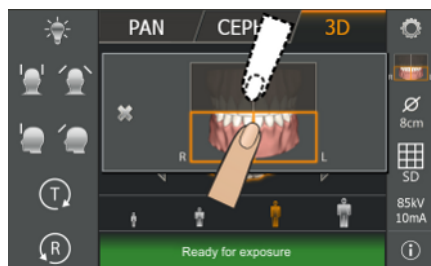 PAN
CEPH
3D
R
L
R
8cm
SD
85kV
10mA
T
R
Ready for exposure
i